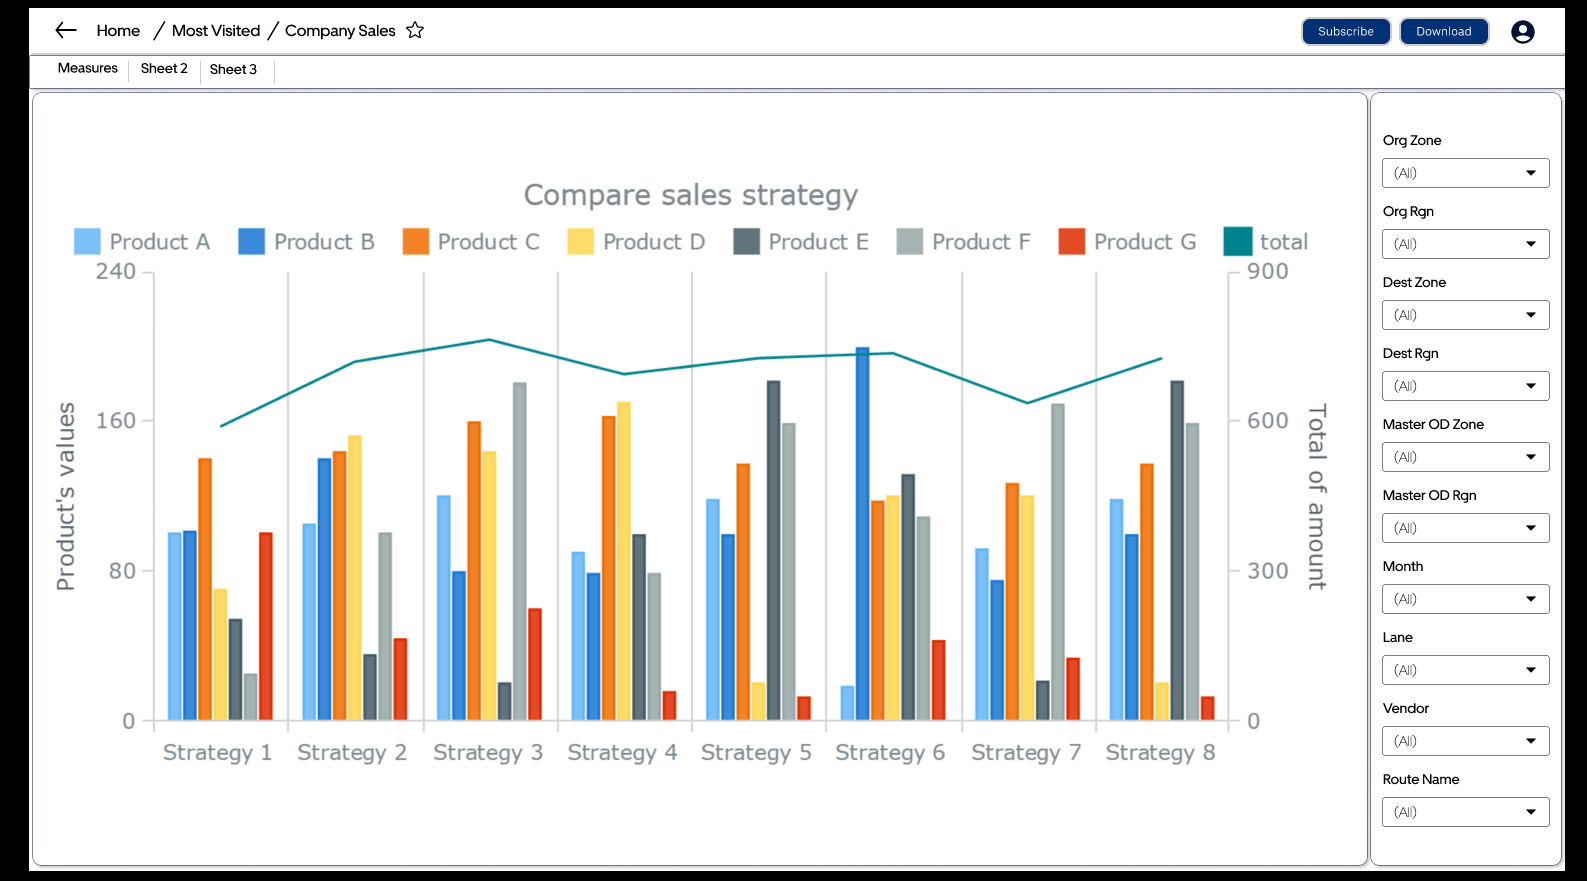 Home / Most Visited / Company Sales
Subscribe
Download
Measures
Sheet 2
Sheet 3
Compare sales strategy
Product A
Product B
Product C
Product D
Product E
Product F
Product G
total
240
160
80
0
Product's values
900
600
300
0
Total of amount
Strategy 1
Strategy 2
Strategy 3
Strategy 4
Strategy 5
Strategy 6
Strategy 7
Strategy 8
Org Zone
(All)
Org Rgn
(All)
Dest Zone
(All)
Dest Rgn
(All)
Master OD Zone
(All)
Master OD Rgn
(All)
Month
(All)
Lane
(All)
Vendor
(All)
Route Name
(All)